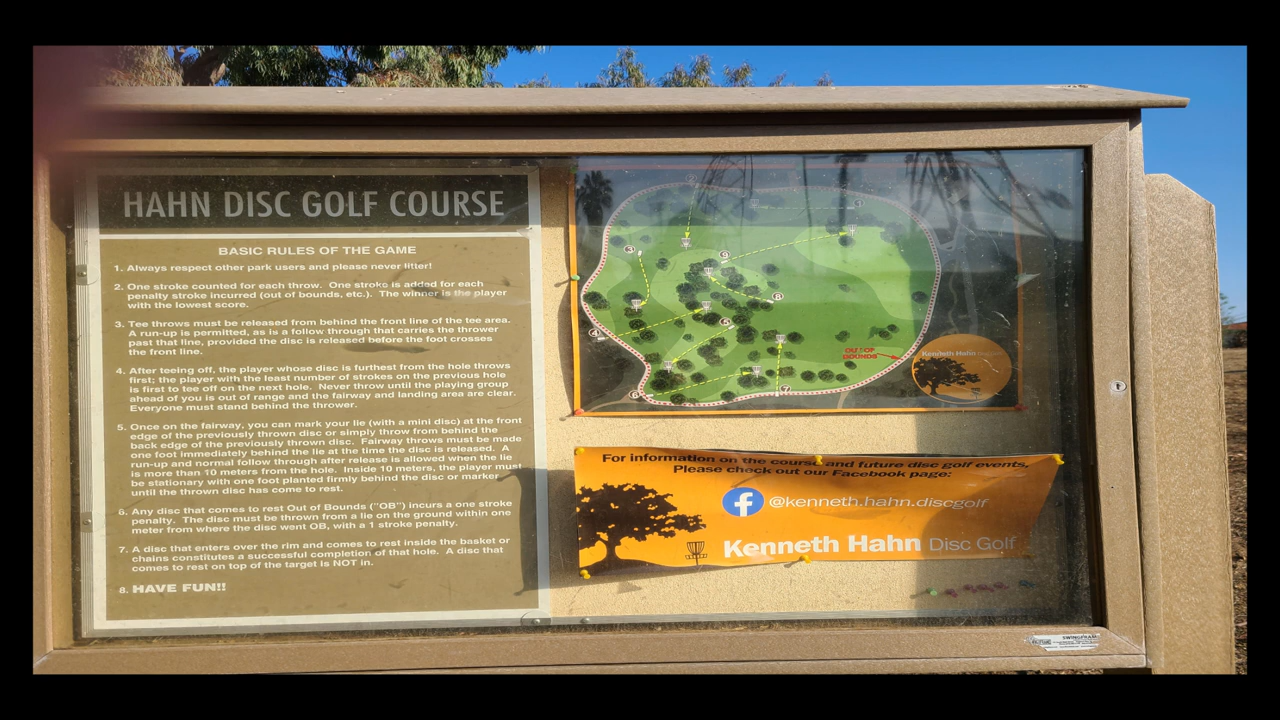 HAHN DISC GOLF COURSE
BASIC RULES OF THE GAME
1. Always respect other park users and please never litter!
2. One stroke counted for each throw. One stroke is added for each
penalty stroke incurred (out of bounds, etc.). The winner is the player
with the lowest score.
3. Tee throws must be released from behind the front line of the tee area.
A run-up is permitted, as is a follow through that carries the thrower
past that line, provided the disc is released before the foot crosses
the front line.
4. After teeing off, the player whose disc is furthest from the hole throws
first; the player with the least number of strokes on the previous hole
is first to tee off on the next hole. Never throw until the playing group
ahead of you is out of range and the fairway and landing area are clear.
Everyone must stand behind the thrower.
5. Once on the fairway, you can mark your lie (with a mini disc) at the front
edge of the previously thrown disc or simply throw from behind the
back edge of the previously thrown disc. Fairway throws must be made
one foot immediately behind the lie at the time the disc is released. A
run-up and normal follow through after release is allowed when the lie
is more than 10 meters from the hole. Inside 10 meters, the player must
be stationary with one foot planted firmly behind the disc or marker
until the thrown disc has come to rest.
6. Any disc that comes to rest Out of Bounds ("OB") incurs a one stroke
penalty. The disc must be thrown from a lie on the ground within one
meter from where the disc went OB, with a 1 stroke penalty.
7. A disc that enters over the rim and comes to rest inside the basket or
chains constitutes a successful completion of that hole. A disc that
comes to rest on top of the target is NOT in.
8. HAVE FUN!!
2
1
3
9
8
4
5
6
7
OUT OF
BOUNDS
Kenneth Hahn
For information on the course and future disc golf events,
Please check out our Facebook page:
f @kenneth.hahn.discgolf
Kenneth Hahn Disc Golf
SWINGFRAME